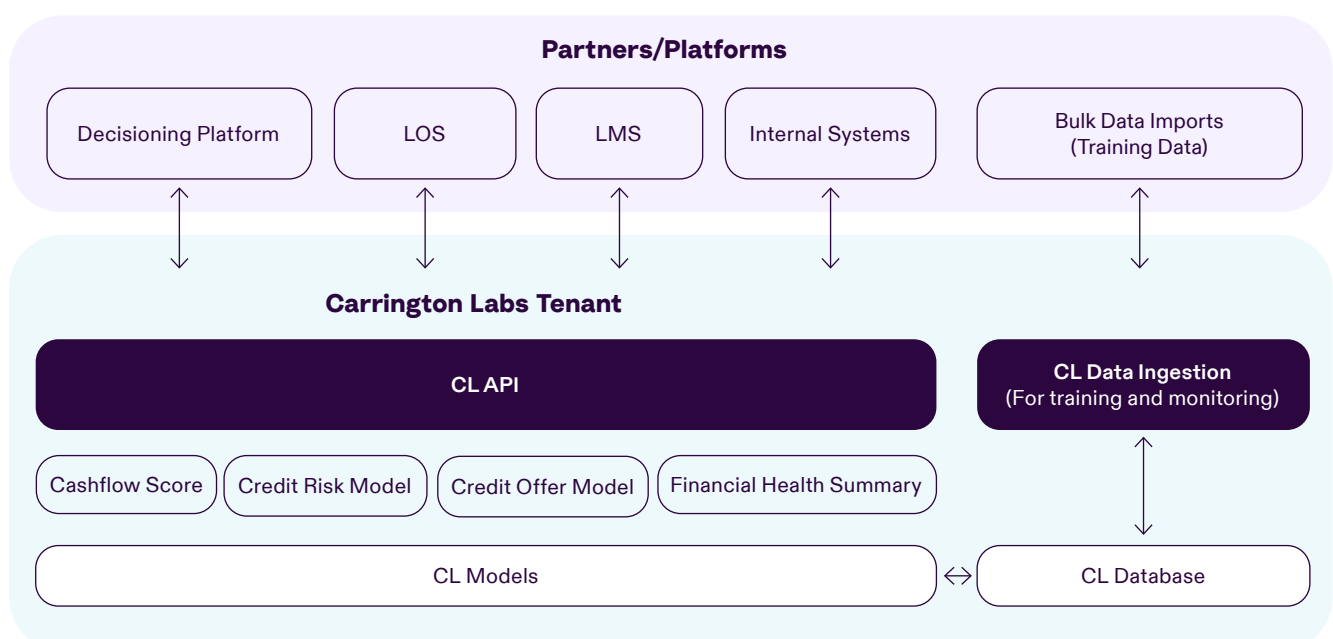 Partners/Platforms
Decisioning Platform
LOS
LMS
Internal Systems
Bulk Data Imports
(Training Data)
Carrington Labs Tenant
CL API
CL Data Ingestion
(For training and monitoring)
Cashflow Score
Credit Risk Model
Credit Offer Model
Financial Health Summary
CL Models
CL Database